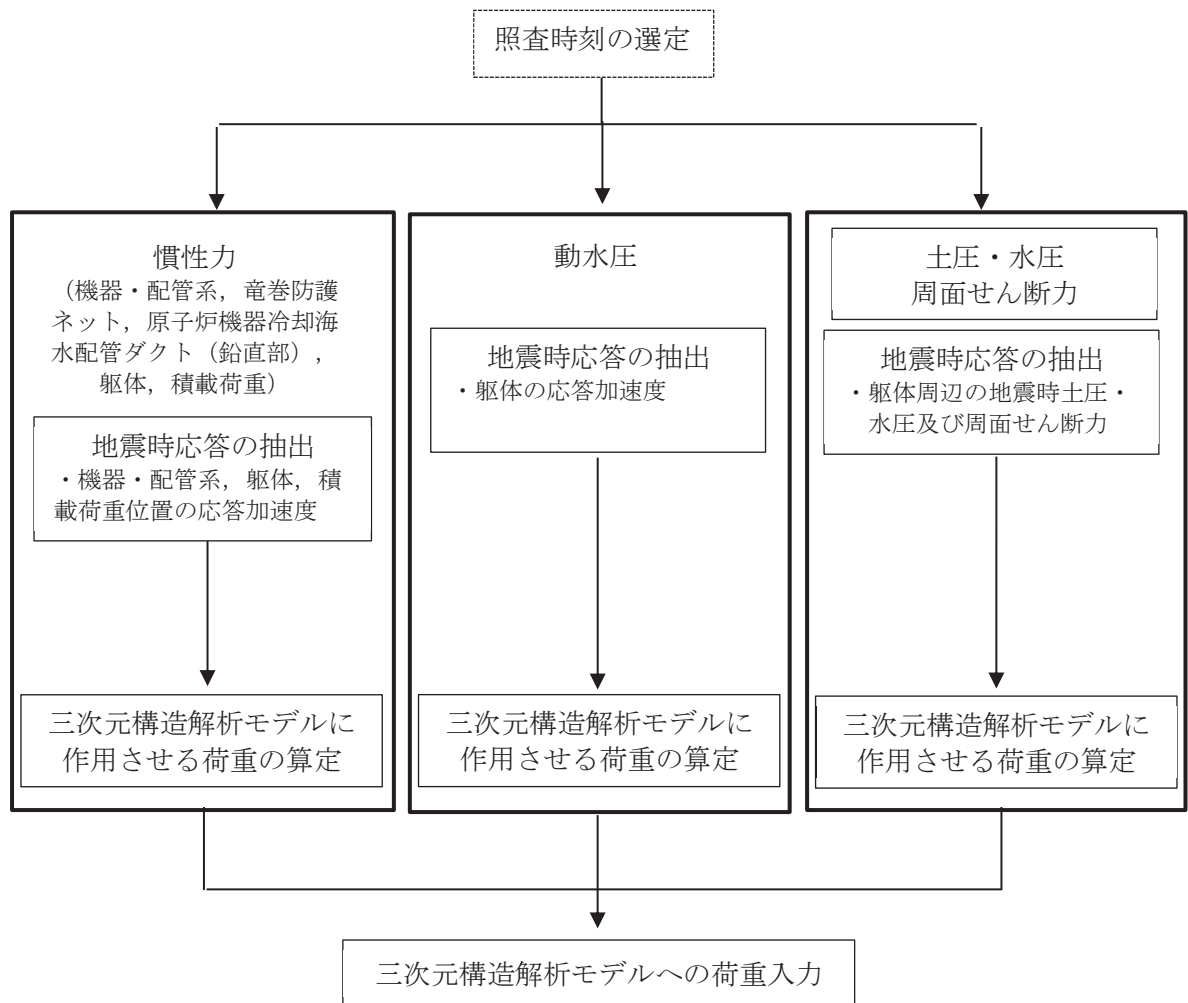 照査時刻の選定
慣性力
（機器・配管系，竜巻防護
ネット，原子炉機器冷却海
水配管ダクト（鉛直部），
躯体，積載荷重）
地震時応答の抽出
・機器・配管系，躯体，積
載荷重位置の応答加速度
三次元構造解析モデルに
作用させる荷重の算定
動水圧
地震時応答の抽出
・躯体の応答加速度
三次元構造解析モデルに
作用させる荷重の算定
土圧・水圧
周面せん断力
地震時応答の抽出
・躯体周辺の地震時土圧・
水圧及び周面せん断力
三次元構造解析モデルに
作用させる荷重の算定
三次元構造解析モデルへの荷重入力